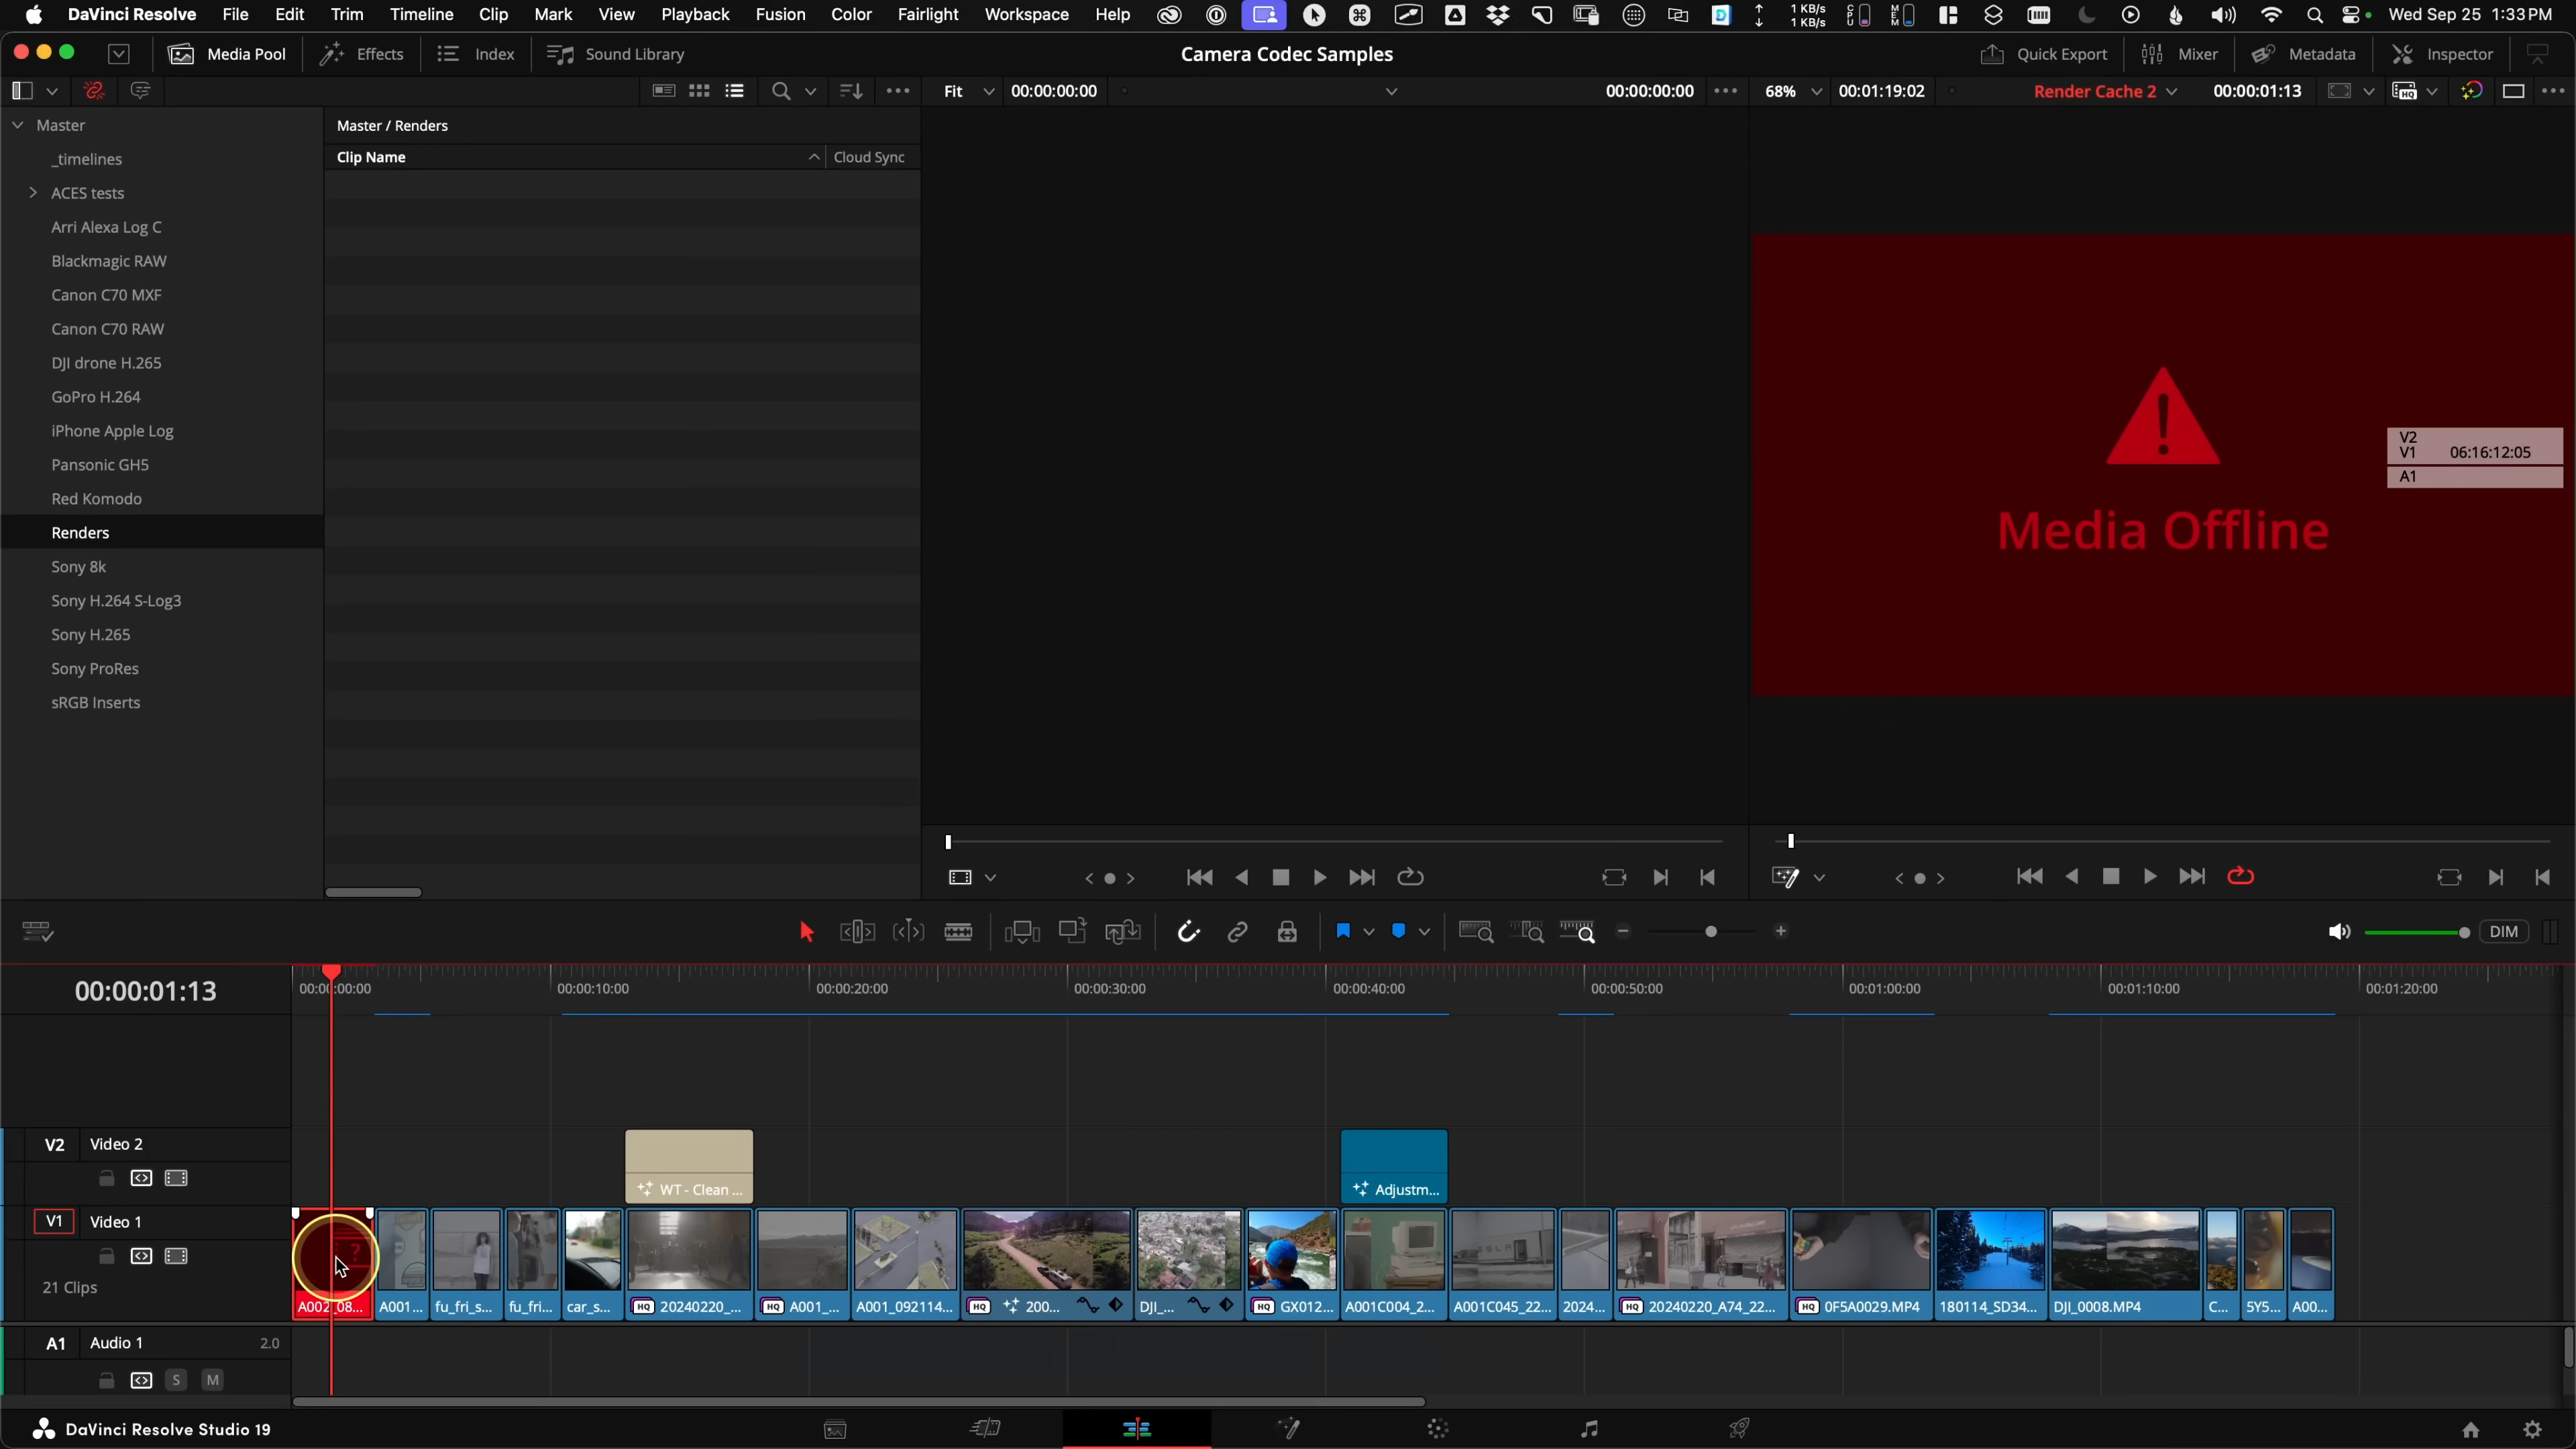 DaVinci Resolve File Edit Trim Timeline Clip Mark View Playback Fusion Color Fairlight Workspace Help 1 KB/s 1 KB/s CPU MEM Wed Sep 25 1:33 PM
Media Pool Effects Index Sound Library Camera Codec Samples Quick Export Mixer Metadata Inspector
Fit 00:00:00:00 00:00:00:00 68% 00:01:19:02 Render Cache 2 00:00:01:13 HQ
Master
_timelines
ACES tests
Arri Alexa Log C
Blackmagic RAW
Canon C70 MXF
Canon C70 RAW
DJI drone H.265
GoPro H.264
iPhone Apple Log
Pansonic GH5
Red Komodo
Renders
Sony 8k
Sony H.264 S-Log3
Sony H.265
Sony ProRes
sRGB Inserts
Master / Renders
Clip Name Cloud Sync
Media Offline
V2
V1 06:16:12:05
A1
DIM
00:00:01:13
00:00:00:00 00:00:10:00 00:00:20:00 00:00:30:00 00:00:40:00 00:00:50:00 00:01:00:00 00:01:10:00 00:01:20:00
V2 Video 2
WT - Clean ... Adjustm...
V1 Video 1
21 Clips
A002_08... A001... fu_fri_s... fu_fri... car_s... HQ 20240220_... HQ A001_... A001_092114... HQ 200... DJI_... HQ GX012... A001C004_2... A001C045_22... 2024... HQ 20240220_A74_22... HQ 0F5A0029.MP4 180114_SD34... DJI_0008.MP4 C... 5Y5... A00...
A1 Audio 1 2.0
S M
DaVinci Resolve Studio 19